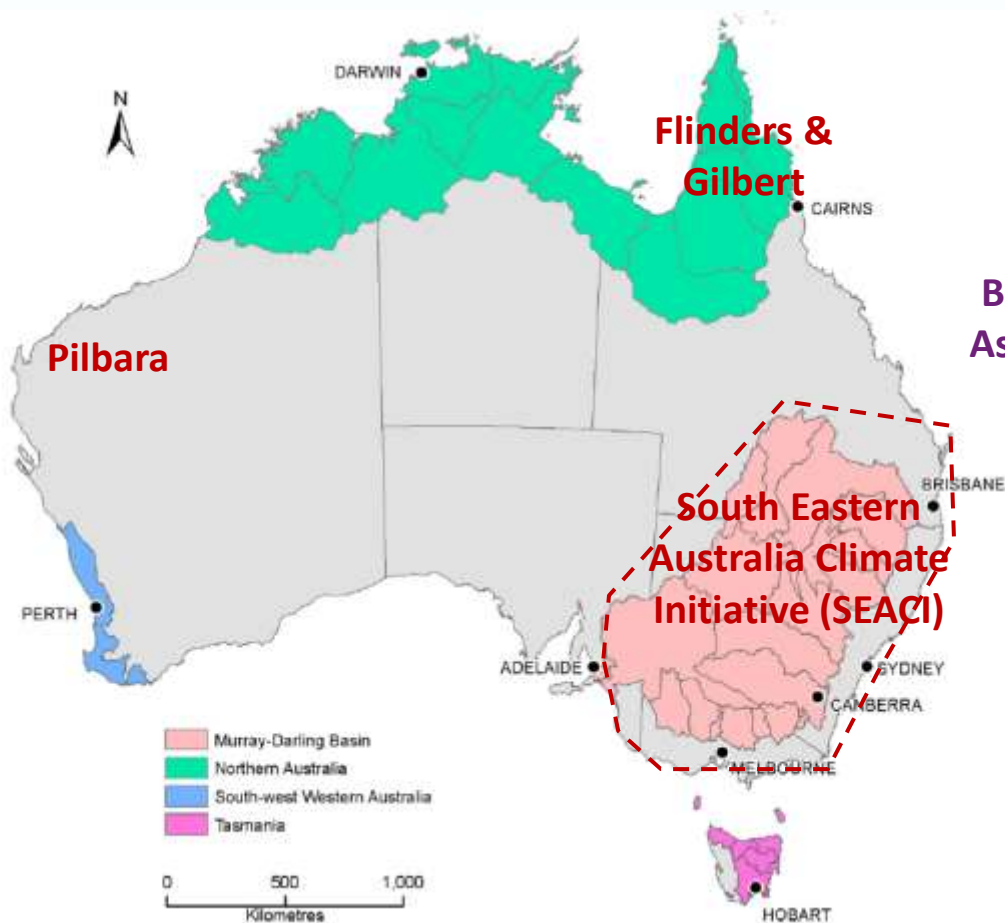 DARWIN
N
Flinders &
Gilbert
CAIRNS
B
As
Pilbara
BRISBANE
South Eastern
Australia Climate
Initiative (SEACI)
PERTH
ADELAIDE
SYDNEY
CANBERRA
MELBOURNE
Murray-Darling Basin
Northern Australia
South-west Western Australia
Tasmania
0 500 1,000
Kilometres
HOBART